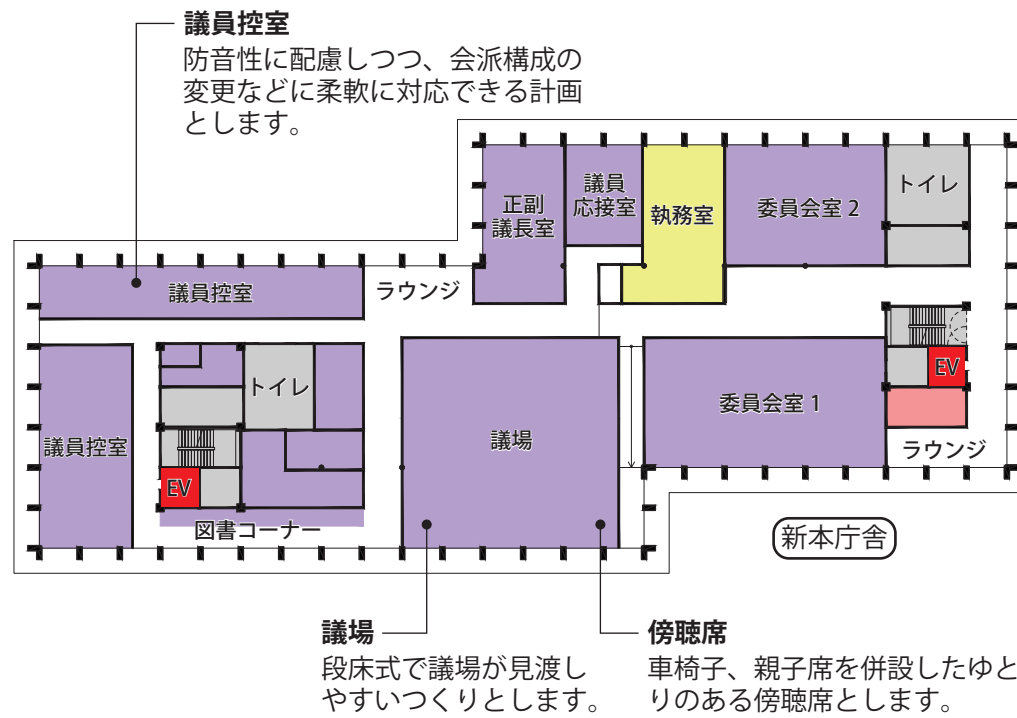 議員控室
防音性に配慮しつつ、会派構成の
変更などに柔軟に対応できる計画
とします。
正副
議長室
議員
応接室
執務室
委員会室 2
トイレ
議員控室
ラウンジ
議員控室
トイレ
EV
図書コーナー
議場
委員会室 1
EV
ラウンジ
新本庁舎
議場
段床式で議場が見渡し
やすいつくりとします。
傍聴席
車椅子、親子席を併設したゆと
りのある傍聴席とします。